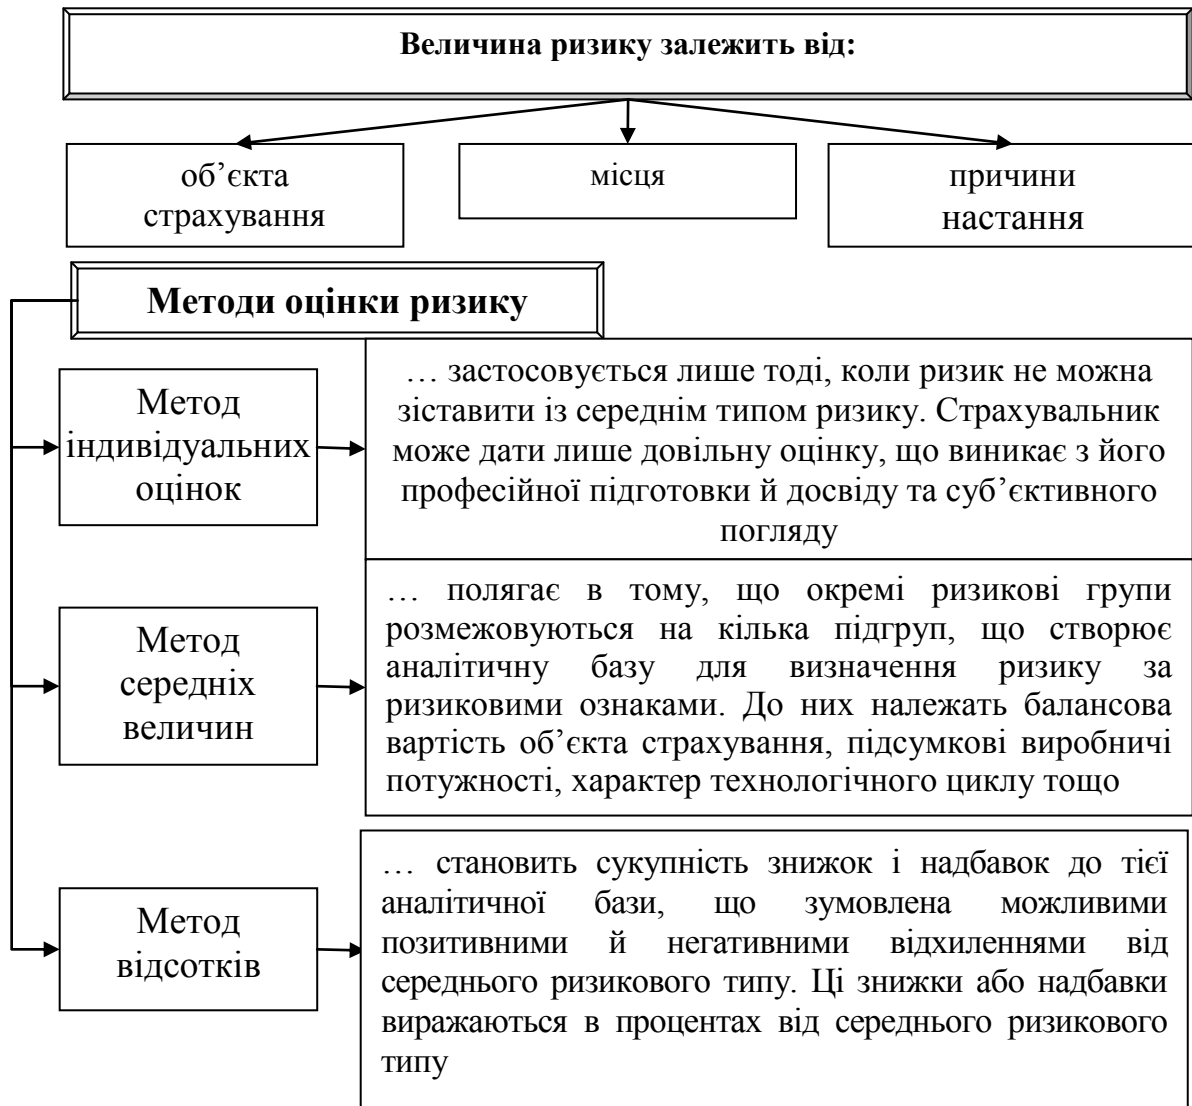 Величина ризику залежить від:
об’єкта
страхування
місця
причини
настання
Методи оцінки ризику
Метод
індивідуальних
оцінок
… застосовується лише тоді, коли ризик не можна
зіставити із середнім типом ризику. Страхувальник
може дати лише довільну оцінку, що виникає з його
професійної підготовки й досвіду та суб’єктивного
погляду
Метод
середніх
величин
… полягає в тому, що окремі ризикові групи
розмежовуються на кілька підгруп, що створює
аналітичну базу для визначення ризику за
ризиковими ознаками. До них належать балансова
вартість об’єкта страхування, підсумкові виробничі
потужності, характер технологічного циклу тощо
Метод
відсотків
… становить сукупність знижок і надбавок до тієї
аналітичної бази, що зумовлена можливими
позитивними й негативними відхиленнями від
середнього ризикового типу. Ці знижки або надбавки
виражаються в процентах від середнього ризикового
типу